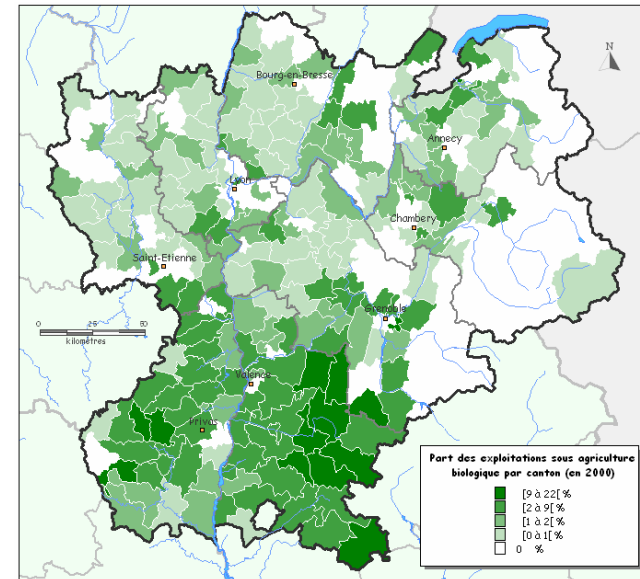 N
Bourg-en-Bresse
Annecy
Lyon
Chambery
Saint-Etienne
Grenoble
0 25 50
kilomètres
Valence
Privas
Part des exploitations sous agriculture
biologique par canton (en 2000)
[9 à 22[ %
[2 à 9[ %
[1 à 2[ %
[0 à 1[ %
0 %